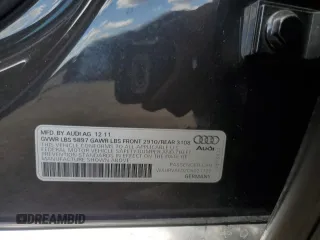 MFD. BY AUDI AG 12 11
GVWR LBS 5897 GAWR LBS FRONT 2910/REAR 3108
THIS VEHICLE CONFORMS TO ALL APPLICABLE
FEDERAL MOTOR VEHICLE SAFETY BUMPER
AND THEFT PREVENTION STANDARDS IN EFFECT
ON THE DATE OF
MANUFACTURE SHOWN ABOVE
Audi
PASSENGER CAR
GERMANY
DREAMBID